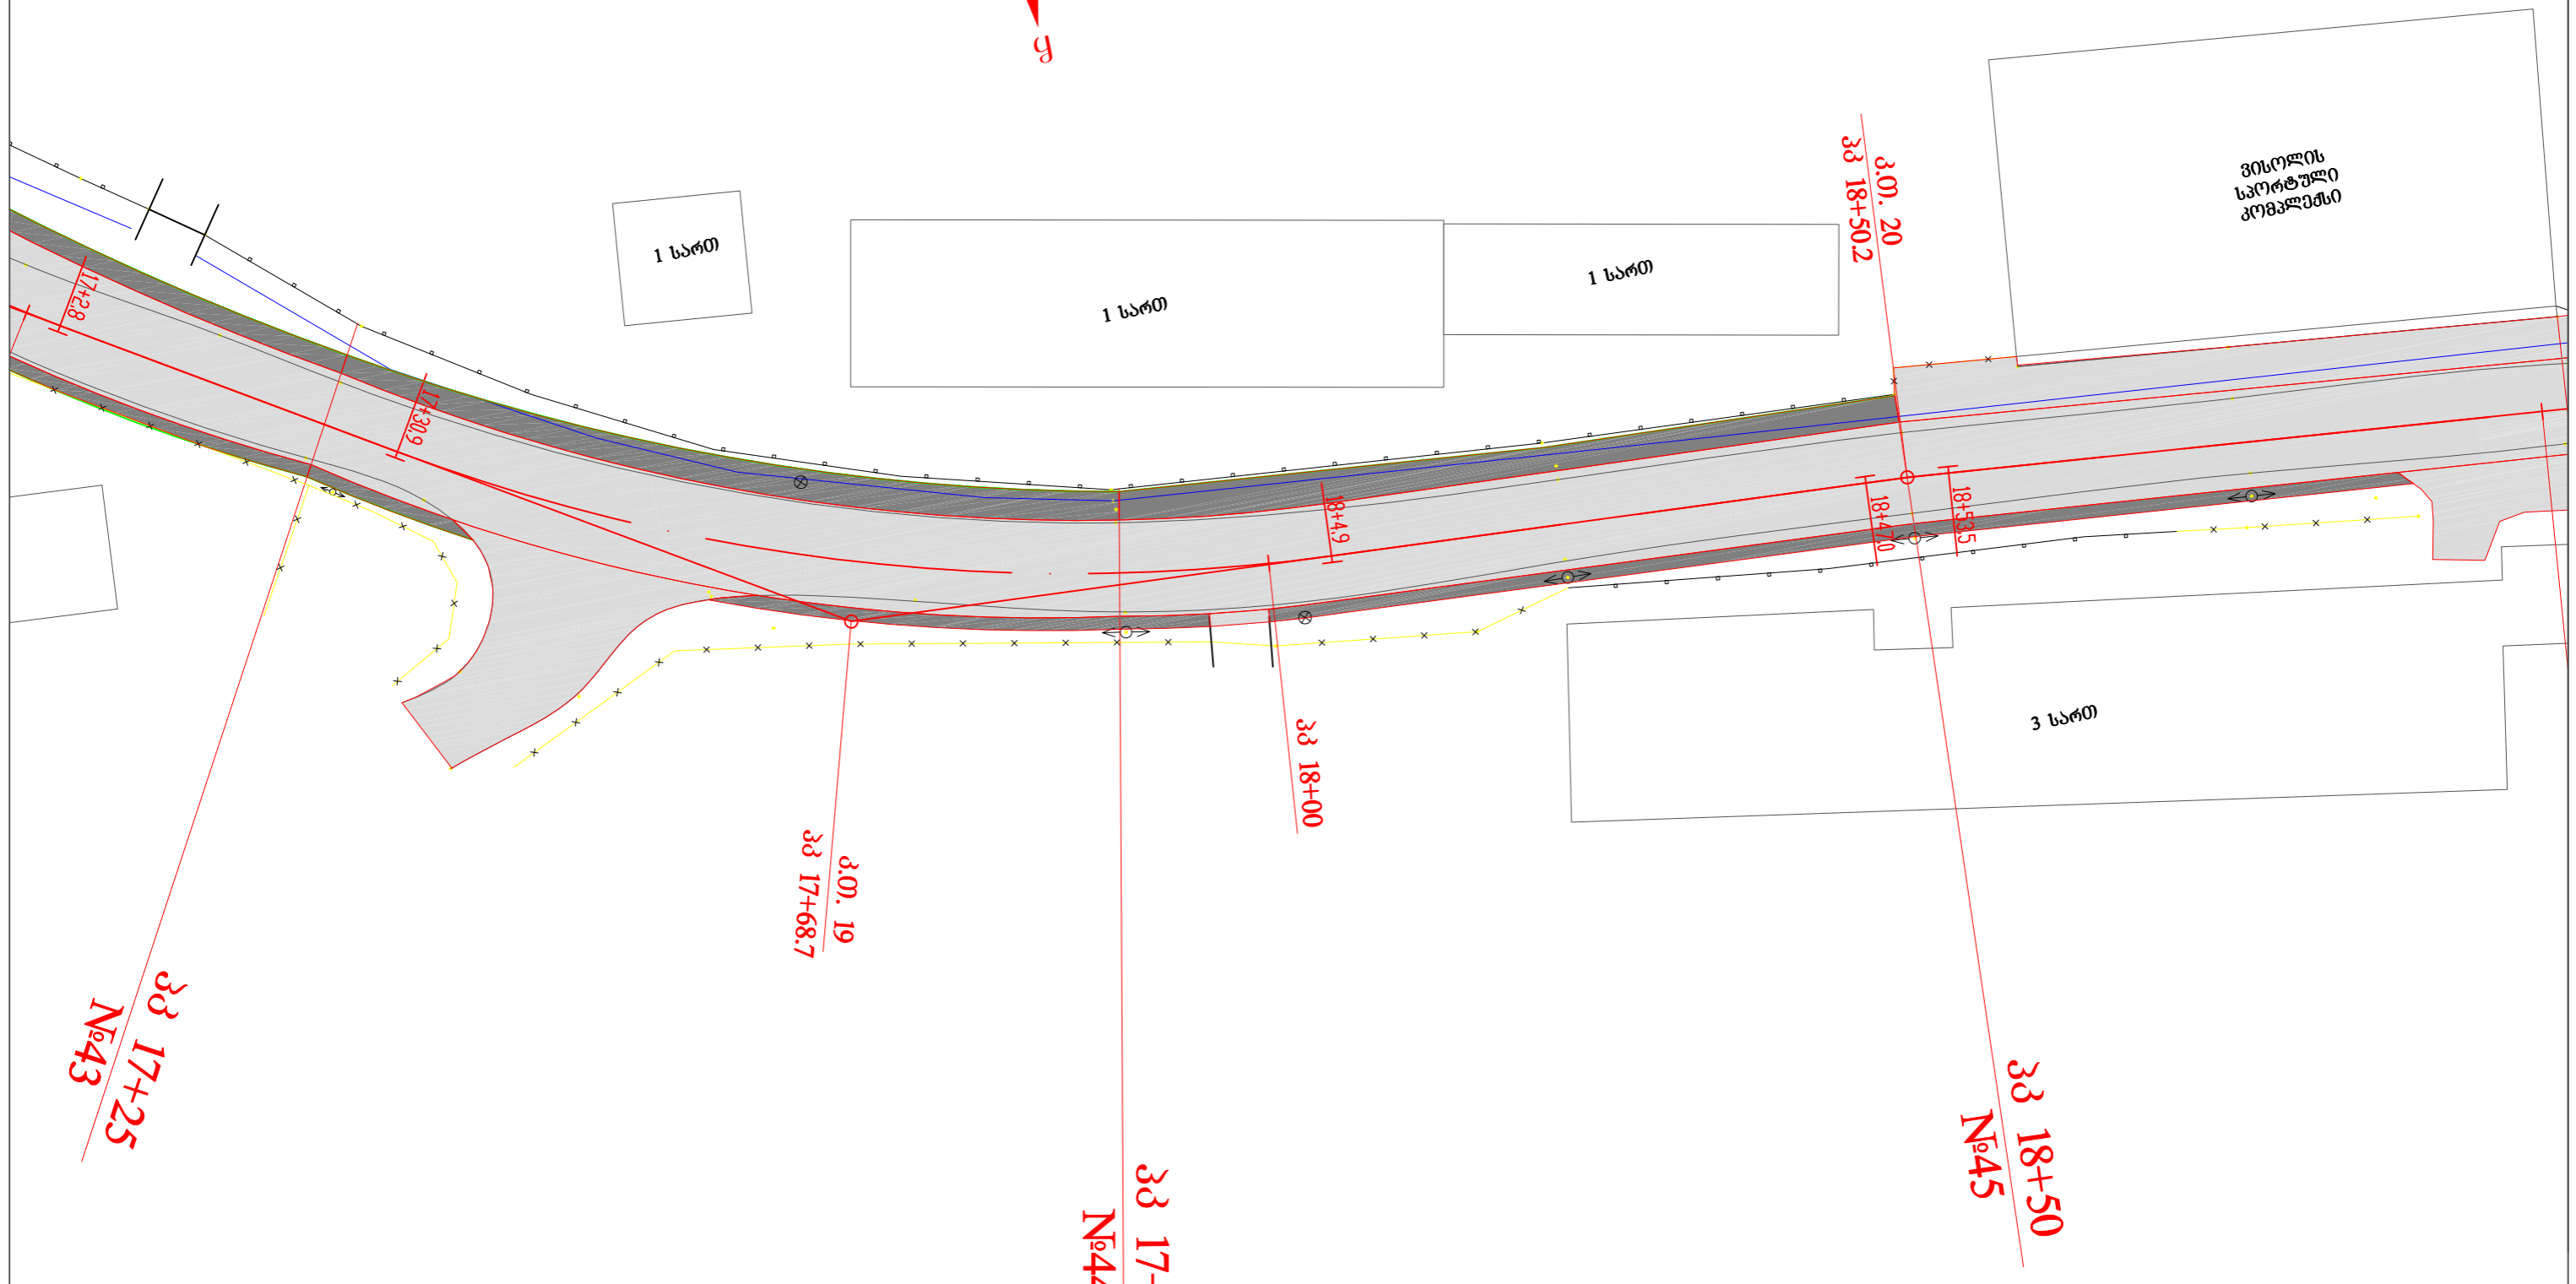 ყ
17+2,8
17+30,9
1 სართ
1 სართ
1 სართ
კ.თ. 20
პკ 18+50.2
ვისოლის
სპორტული
კომპლექსი
18+4,9
18+47,0
18+53,5
3 სართ
პკ 18+00
კ.თ. 19
პკ 17+68.7
პკ 17+25
№43
პკ 17-
№44
პკ 18+50
№45